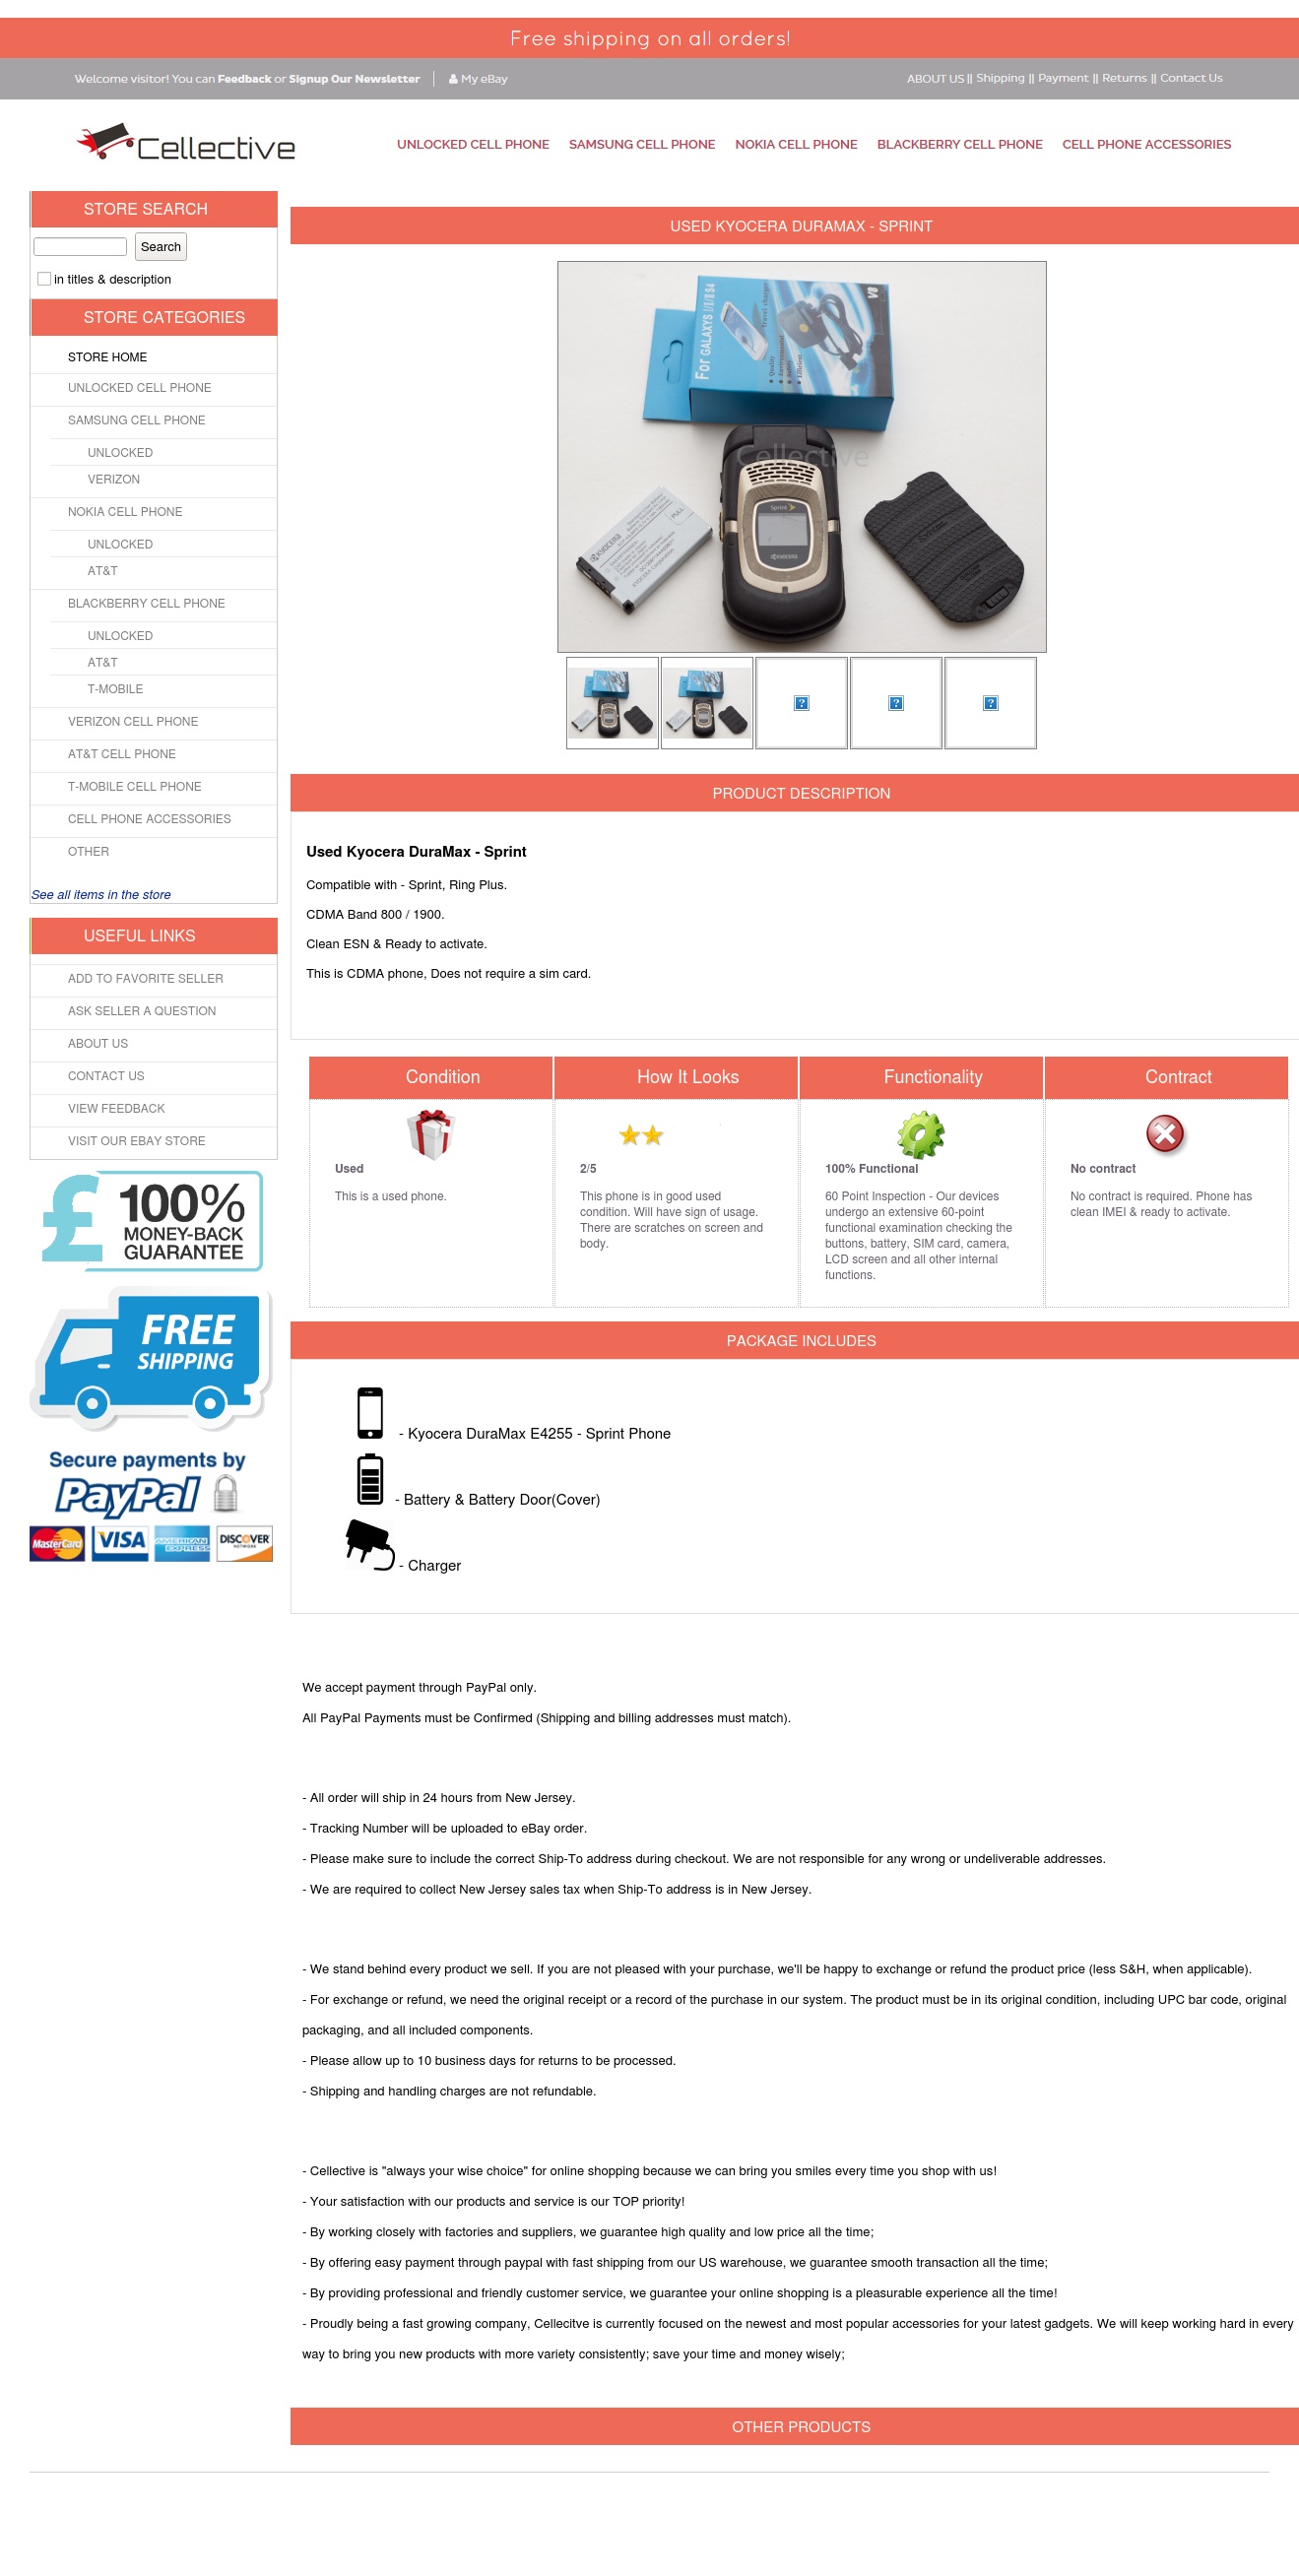 Free shipping on all orders!
Welcome visitor! You can Feedback or Signup Our Newsletter
My eBay
ABOUT US || Shipping || Payment || Returns || Contact Us
Cellective
UNLOCKED CELL PHONE
SAMSUNG CELL PHONE
NOKIA CELL PHONE
BLACKBERRY CELL PHONE
CELL PHONE ACCESSORIES
STORE SEARCH
Search
in titles & description
STORE CATEGORIES
STORE HOME
UNLOCKED CELL PHONE
SAMSUNG CELL PHONE
UNLOCKED
VERIZON
NOKIA CELL PHONE
UNLOCKED
AT&T
BLACKBERRY CELL PHONE
UNLOCKED
AT&T
T-MOBILE
VERIZON CELL PHONE
AT&T CELL PHONE
T-MOBILE CELL PHONE
CELL PHONE ACCESSORIES
OTHER
See all items in the store
USEFUL LINKS
ADD TO FAVORITE SELLER
ASK SELLER A QUESTION
ABOUT US
CONTACT US
VIEW FEEDBACK
VISIT OUR EBAY STORE
£
100%
MONEY-BACK
GUARANTEE
FREE
SHIPPING
Secure payments by
PayPal
MasterCard
VISA
AMERICAN EXPRESS
DISCOVER
NETWORK
USED KYOCERA DURAMAX - SPRINT
For GALAXYS I/II/E54
travel charger
Quality
Environmental
Safety
Efficient
V8
Cellective
Sprint
KYOCERA
KYOCERA
PULL
PRODUCT DESCRIPTION
Used Kyocera DuraMax - Sprint
Compatible with - Sprint, Ring Plus.
CDMA Band 800 / 1900.
Clean ESN & Ready to activate.
This is CDMA phone, Does not require a sim card.
Condition
Used
This is a used phone.
How It Looks
2/5
This phone is in good used
condition. Will have sign of usage.
There are scratches on screen and
body.
Functionality
100% Functional
60 Point Inspection - Our devices
undergo an extensive 60-point
functional examination checking the
buttons, battery, SIM card, camera,
LCD screen and all other internal
functions.
Contract
No contract
No contract is required. Phone has
clean IMEI & ready to activate.
PACKAGE INCLUDES
- Kyocera DuraMax E4255 - Sprint Phone
- Battery & Battery Door(Cover)
- Charger
We accept payment through PayPal only.
All PayPal Payments must be Confirmed (Shipping and billing addresses must match).
- All order will ship in 24 hours from New Jersey.
- Tracking Number will be uploaded to eBay order.
- Please make sure to include the correct Ship-To address during checkout. We are not responsible for any wrong or undeliverable addresses.
- We are required to collect New Jersey sales tax when Ship-To address is in New Jersey.
- We stand behind every product we sell. If you are not pleased with your purchase, we'll be happy to exchange or refund the product price (less S&H, when applicable).
- For exchange or refund, we need the original receipt or a record of the purchase in our system. The product must be in its original condition, including UPC bar code, original
packaging, and all included components.
- Please allow up to 10 business days for returns to be processed.
- Shipping and handling charges are not refundable.
- Cellective is "always your wise choice" for online shopping because we can bring you smiles every time you shop with us!
- Your satisfaction with our products and service is our TOP priority!
- By working closely with factories and suppliers, we guarantee high quality and low price all the time;
- By offering easy payment through paypal with fast shipping from our US warehouse, we guarantee smooth transaction all the time;
- By providing professional and friendly customer service, we guarantee your online shopping is a pleasurable experience all the time!
- Proudly being a fast growing company, Cellecitve is currently focused on the newest and most popular accessories for your latest gadgets. We will keep working hard in every
way to bring you new products with more variety consistently; save your time and money wisely;
OTHER PRODUCTS